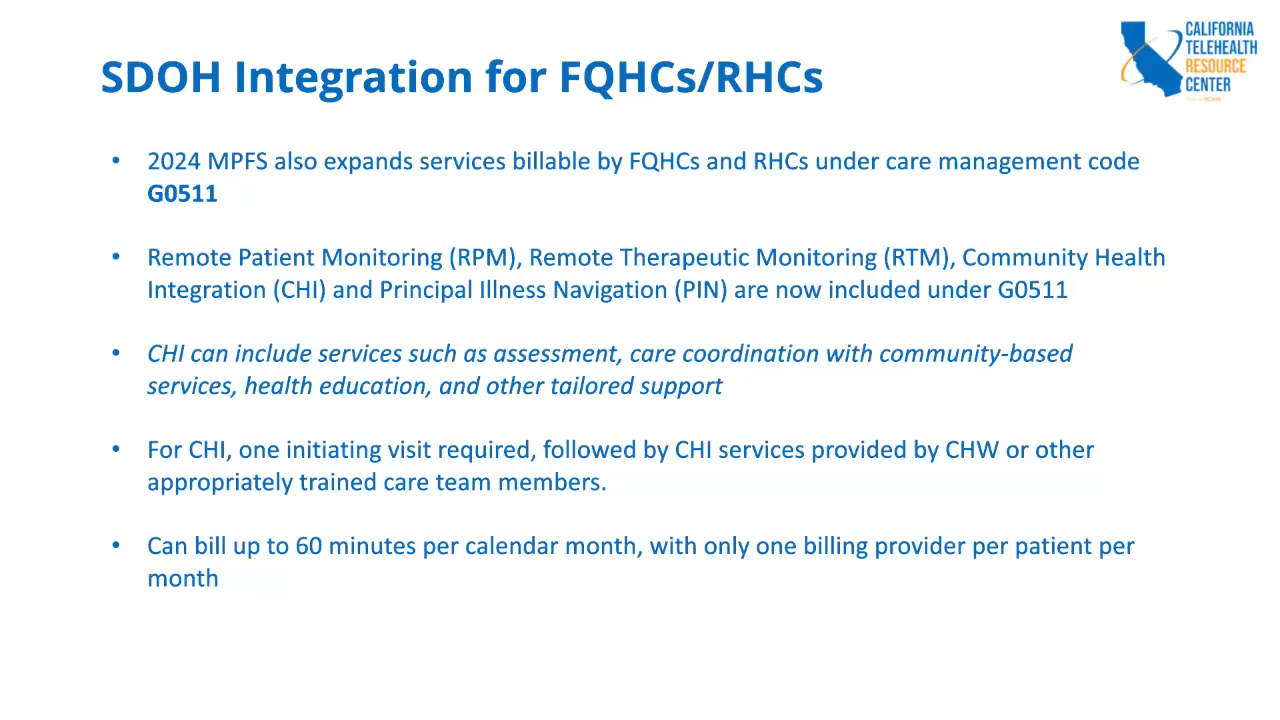 SDOH Integration for FQHCs/RHCs
CALIFORNIA
TELEHEALTH
RESOURCE
CENTER
• 2024 MPFS also expands services billable by FQHCs and RHCs under care management code
G0511
• Remote Patient Monitoring (RPM), Remote Therapeutic Monitoring (RTM), Community Health
Integration (CHI) and Principal Illness Navigation (PIN) are now included under G0511
• CHI can include services such as assessment, care coordination with community-based
services, health education, and other tailored support
• For CHI, one initiating visit required, followed by CHI services provided by CHW or other
appropriately trained care team members.
• Can bill up to 60 minutes per calendar month, with only one billing provider per patient per
month